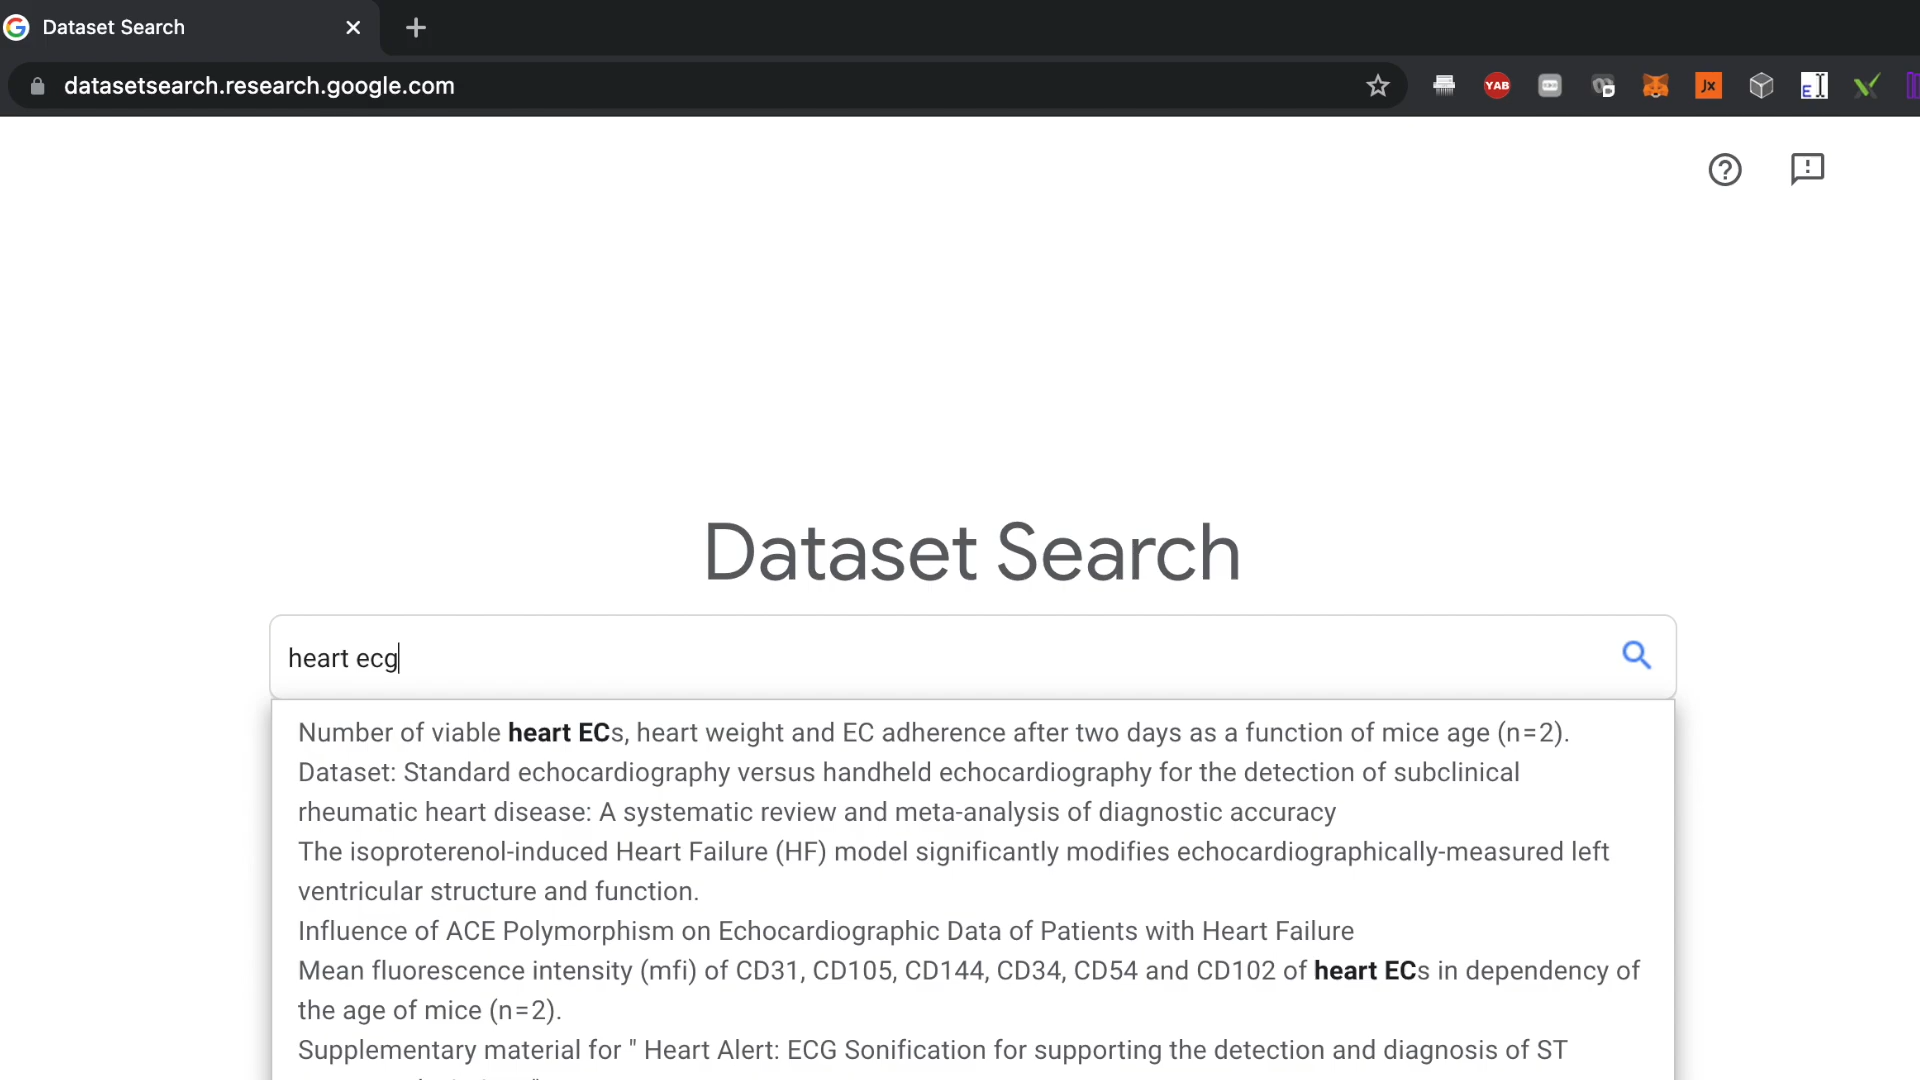 Dataset Search
datasetsearch.research.google.com
YAB
Jx
Dataset Search
heart ecg
Number of viable heart ECs, heart weight and EC adherence after two days as a function of mice age (n=2).
Dataset: Standard echocardiography versus handheld echocardiography for the detection of subclinical
rheumatic heart disease: A systematic review and meta-analysis of diagnostic accuracy
The isoproterenol-induced Heart Failure (HF) model significantly modifies echocardiographically-measured left
ventricular structure and function.
Influence of ACE Polymorphism on Echocardiographic Data of Patients with Heart Failure
Mean fluorescence intensity (mfi) of CD31, CD105, CD144, CD34, CD54 and CD102 of heart ECs in dependency of
the age of mice (n=2).
Supplementary material for " Heart Alert: ECG Sonification for supporting the detection and diagnosis of ST